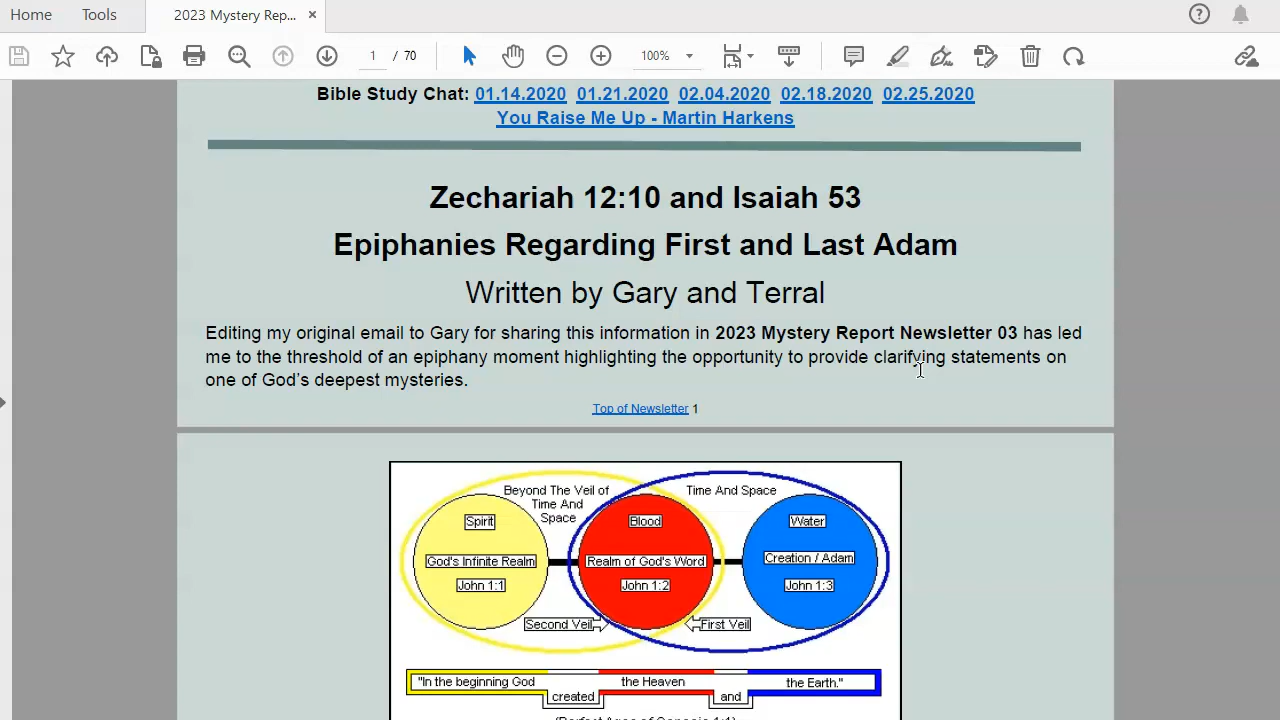 Home Tools 2023 Mystery Rep... ×
1 / 70 100%
Bible Study Chat: 01.14.2020 01.21.2020 02.04.2020 02.18.2020 02.25.2020
You Raise Me Up - Martin Harkens
Zechariah 12:10 and Isaiah 53
Epiphanies Regarding First and Last Adam
Written by Gary and Terral
Editing my original email to Gary for sharing this information in 2023 Mystery Report Newsletter 03 has led
me to the threshold of an epiphany moment highlighting the opportunity to provide clarifying statements on
one of God's deepest mysteries.
Top of Newsletter 1
Beyond The Veil of
Time And
Space
Time And Space
Spirit
God's Infinite Realm
John 1:1
Blood
Realm of God's Word
John 1:2
Water
Creation / Adam
John 1:3
Second Veil
First Veil
"In the beginning God
created
the Heaven
and
the Earth."
(Perfect Ages of Genesis 1:1)